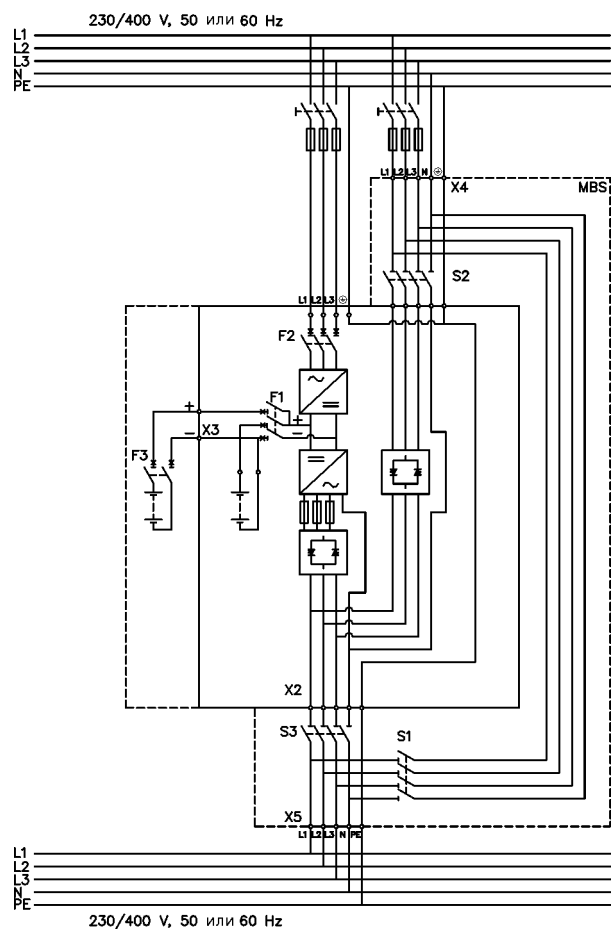 230/400 V, 50 или 60 Hz
L1
L2
L3
N
PE
L1 L2 L3 N
X4
MBS
S2
L1 L2 L3
F2
F1
+
+
X3
−
−
F3
X2
S3
S1
X5
L1 L2 L3 N PE
L1
L2
L3
N
PE
230/400 V, 50 или 60 Hz